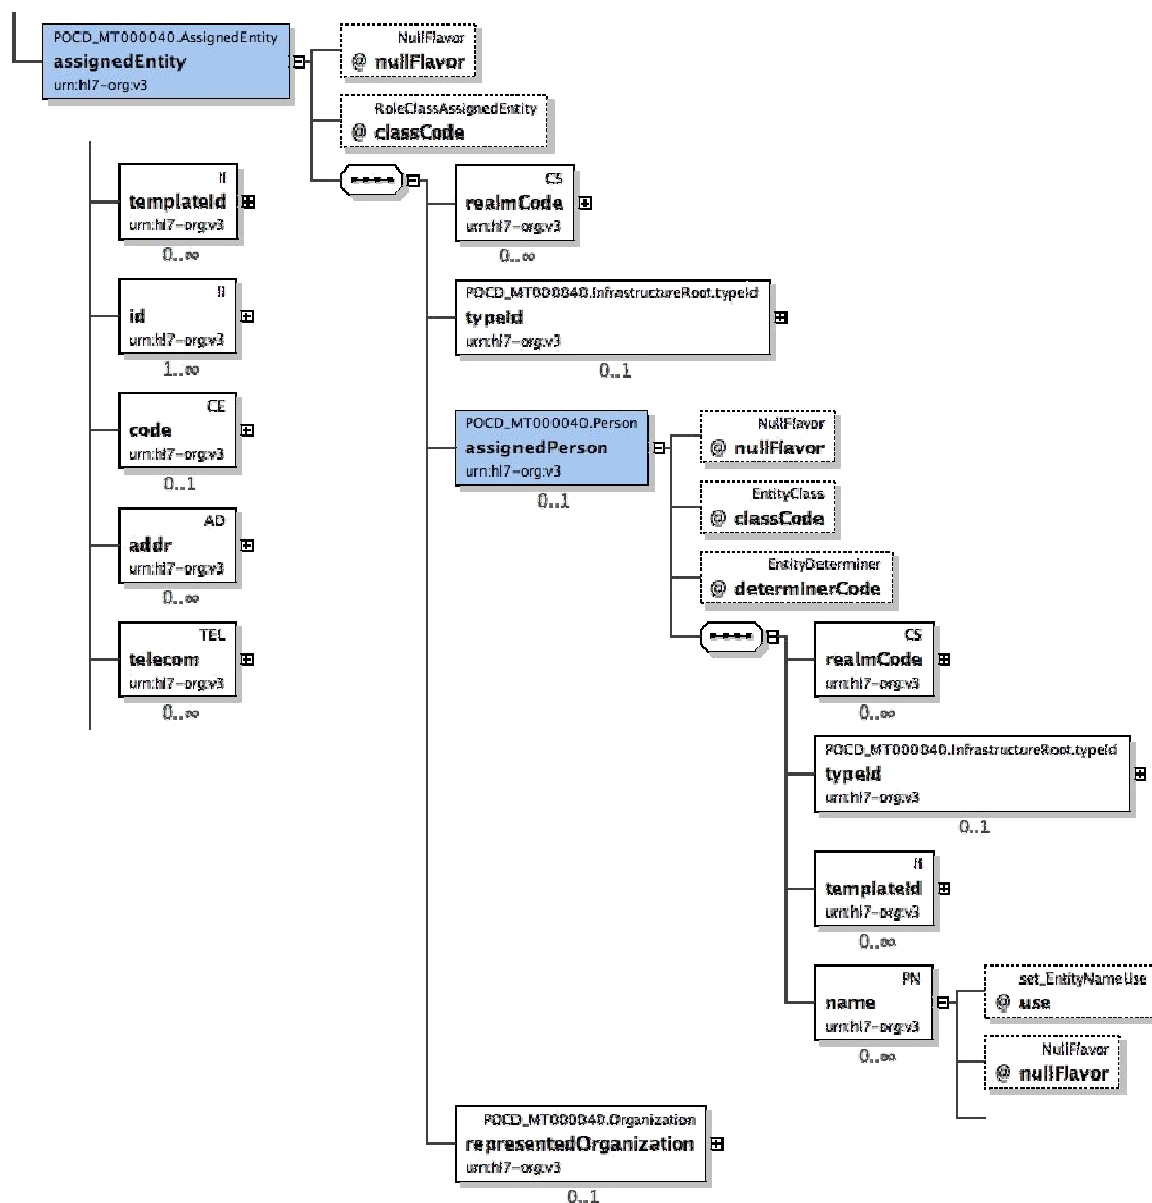 POCD_MT000040.AssignedEntity
assignedEntity
urn:hl7-org:v3
NullFlavor
@ nullFlavor
RoleClassAssignedEntity
@ classCode
II
templateId
urn:hl7-org:v3
0..∞
II
id
urn:hl7-org:v3
1..∞
CE
code
urn:hl7-org:v3
0..1
AD
addr
urn:hl7-org:v3
0..∞
TEL
telecom
urn:hl7-org:v3
0..∞
CS
realmCode
urn:hl7-org:v3
0..∞
POCD_MT000040.InfrastructureRoot.typeId
typeId
urn:hl7-org:v3
0..1
POCD_MT000040.Person
assignedPerson
urn:hl7-org:v3
0..1
NullFlavor
@ nullFlavor
EntityClass
@ classCode
EntityDeterminer
@ determinerCode
CS
realmCode
urn:hl7-org:v3
0..∞
POCD_MT000040.InfrastructureRoot.typeId
typeId
urn:hl7-org:v3
0..1
II
templateId
urn:hl7-org:v3
0..∞
PN
name
urn:hl7-org:v3
0..∞
set_EntityNameUse
@ use
NullFlavor
@ nullFlavor
POCD_MT000040.Organization
representedOrganization
urn:hl7-org:v3
0..1